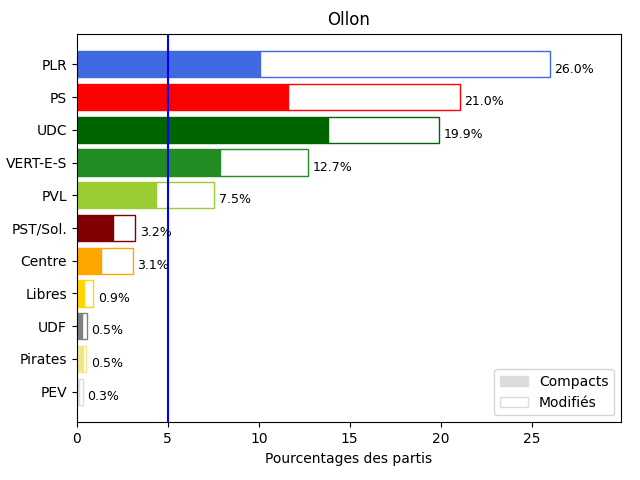 Ollon
PLR 26.0%
PS 21.0%
UDC 19.9%
VERT-E-S 12.7%
PVL 7.5%
PST/Sol. 3.2%
Centre 3.1%
Libres 0.9%
UDF 0.5%
Pirates 0.5%
PEV 0.3%
Compacts
Modifiés
0 5 10 15 20 25
Pourcentages des partis